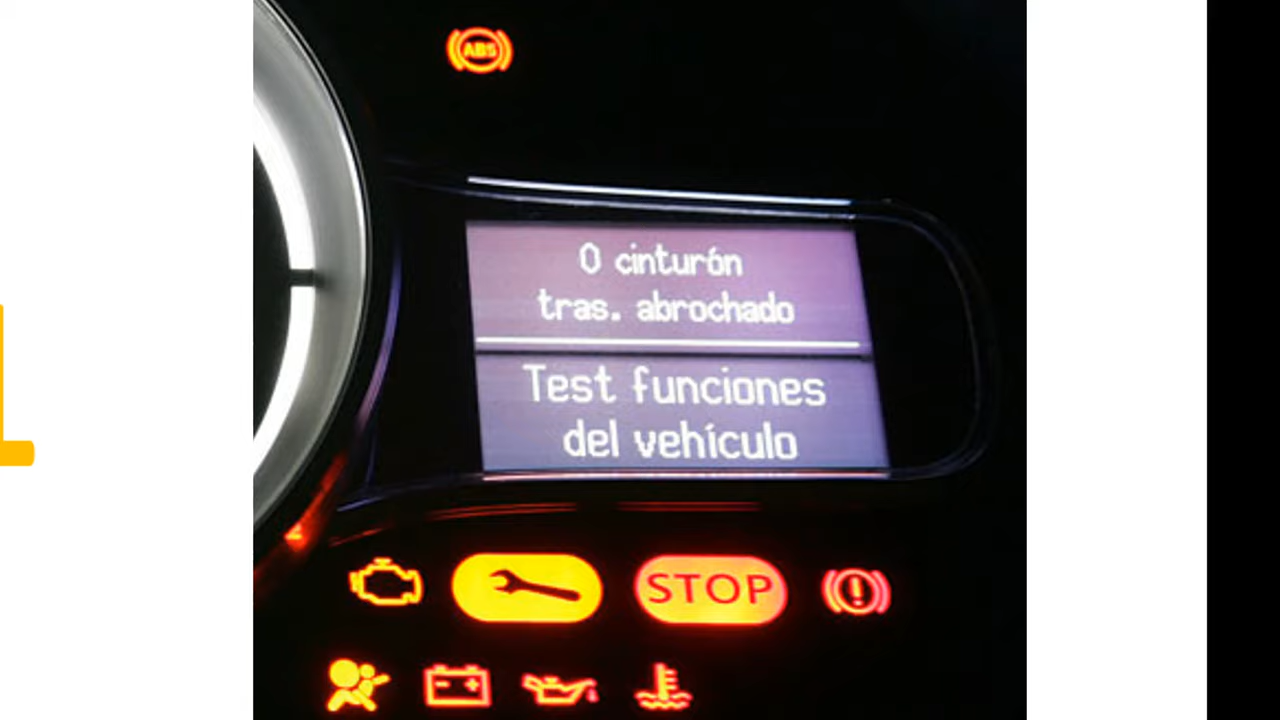 ABS
0 cinturón
tras. abrochado
Test funciones
del vehículo
STOP